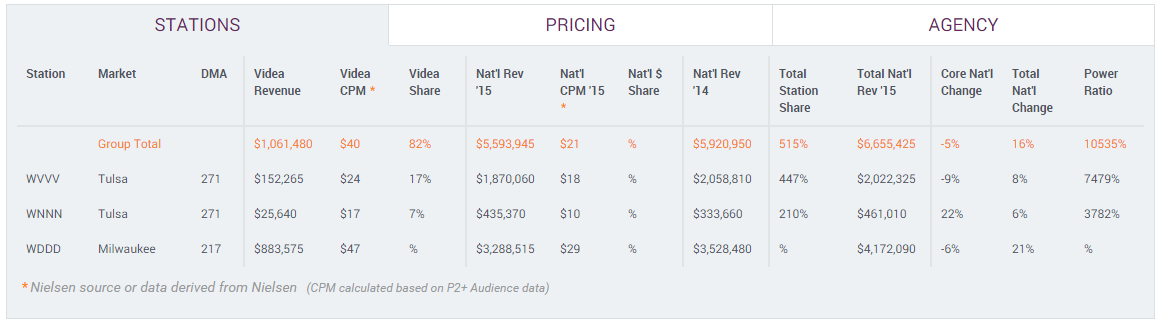 STATIONS PRICING AGENCY
Station Market DMA Videa Revenue Videa CPM * Videa Share Nat'l Rev '15 Nat'l CPM '15 * Nat'l $ Share Nat'l Rev '14 Total Station Share Total Nat'l Rev '15 Core Nat'l Change Total Nat'l Change Power Ratio
Group Total $1,061,480 $40 82% $5,593,945 $21 % $5,920,950 515% $6,655,425 -5% 16% 10535%
WVVV Tulsa 271 $152,265 $24 17% $1,870,060 $18 % $2,058,810 447% $2,022,325 -9% 8% 7479%
WNNN Tulsa 271 $25,640 $17 7% $435,370 $10 % $333,660 210% $461,010 22% 6% 3782%
WDDD Milwaukee 217 $883,575 $47 % $3,288,515 $29 % $3,528,480 % $4,172,090 -6% 21% %
* Nielsen source or data derived from Nielsen (CPM calculated based on P2+ Audience data)